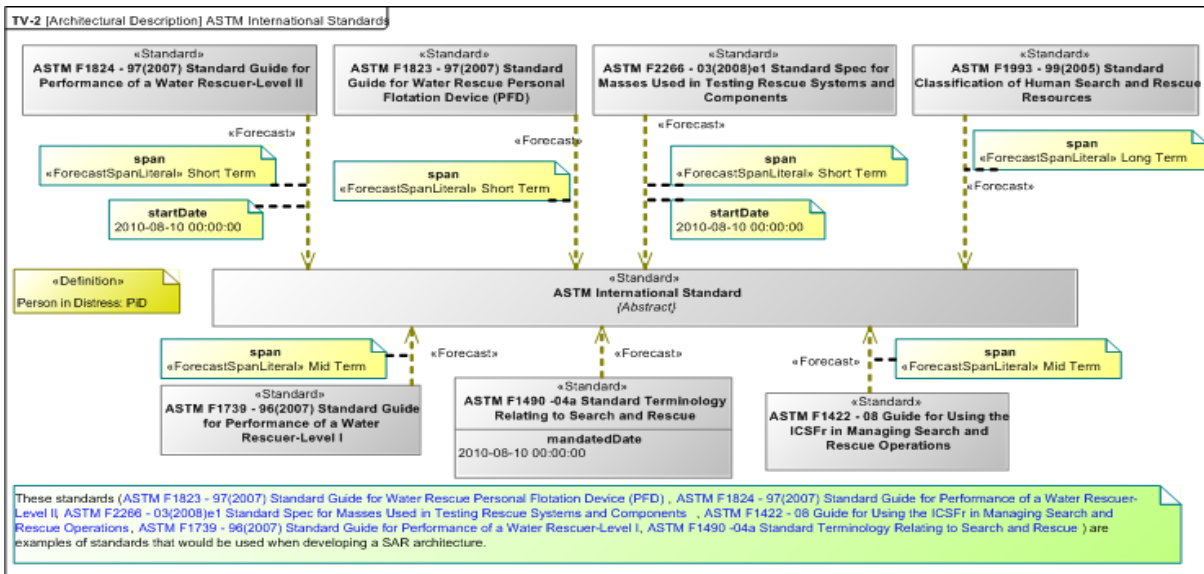 TV-2 [Architectural Description] ASTM International Standards
«Standard»
ASTM F1824 - 97(2007) Standard Guide for
Performance of a Water Rescuer-Level II
«Standard»
ASTM F1823 - 97(2007) Standard
Guide for Water Rescue Personal
Flotation Device (PFD)
«Standard»
ASTM F2266 - 03(2008)e1 Standard Spec for
Masses Used in Testing Rescue Systems and
Components
«Standard»
ASTM F1993 - 99(2005) Standard
Classification of Human Search and Rescue
Resources
«Forecast»
«Forecast»
«Forecast»
«Forecast»
span
«ForecastSpanLiteral» Short Term
startDate
2010-08-10 00:00:00
span
«ForecastSpanLiteral» Short Term
span
«ForecastSpanLiteral» Short Term
startDate
2010-08-10 00:00:00
span
«ForecastSpanLiteral» Long Term
«Definition»
Person in Distress: PiD
«Standard»
ASTM International Standard
{Abstract}
span
«ForecastSpanLiteral» Mid Term
«Forecast»
«Forecast»
«Forecast»
span
«ForecastSpanLiteral» Mid Term
«Standard»
ASTM F1739 - 96(2007) Standard Guide
for Performance of a Water
Rescuer-Level I
«Standard»
ASTM F1490 -04a Standard Terminology
Relating to Search and Rescue
mandatedDate
2010-08-10 00:00:00
«Standard»
ASTM F1422 - 08 Guide for Using the
ICSFr in Managing Search and
Rescue Operations
These standards (ASTM F1823 - 97(2007) Standard Guide for Water Rescue Personal Flotation Device (PFD) , ASTM F1824 - 97(2007) Standard Guide for Performance of a Water Rescuer-
Level II, ASTM F2266 - 03(2008)e1 Standard Spec for Masses Used in Testing Rescue Systems and Components , ASTM F1422 - 08 Guide for Using the ICSFr in Managing Search and
Rescue Operations, ASTM F1739 - 96(2007) Standard Guide for Performance of a Water Rescuer-Level I, ASTM F1490 -04a Standard Terminology Relating to Search and Rescue ) are
examples of standards that would be used when developing a SAR architecture.